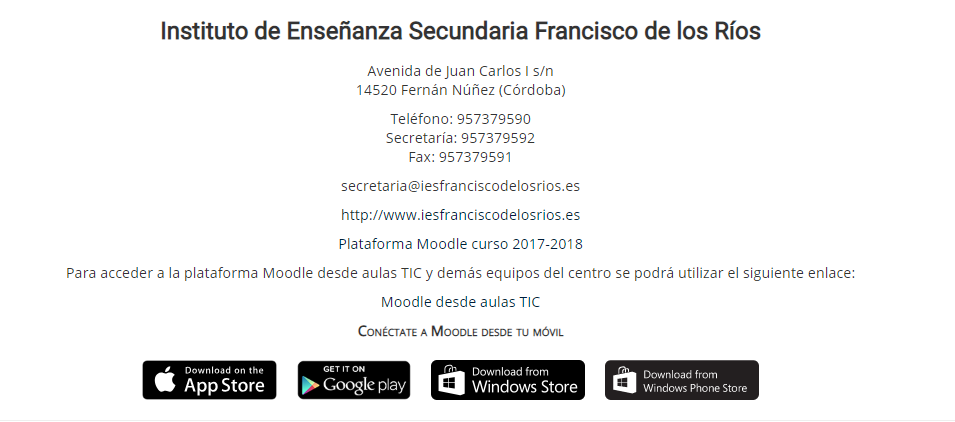 Instituto de Enseñanza Secundaria Francisco de los Ríos
Avenida de Juan Carlos I s/n
14520 Fernán Núñez (Córdoba)
Teléfono: 957379590
Secretaría: 957379592
Fax: 957379591
secretaria@iesfranciscodelosrios.es
http://www.iesfranciscodelosrios.es
Plataforma Moodle curso 2017-2018
Para acceder a la plataforma Moodle desde aulas TIC y demás equipos del centro se podrá utilizar el siguiente enlace:
Moodle desde aulas TIC
Conéctate a Moodle desde tu móvil
Download on the
App Store
GET IT ON
Google play
Download from
Windows Store
Download from
Windows Phone Store